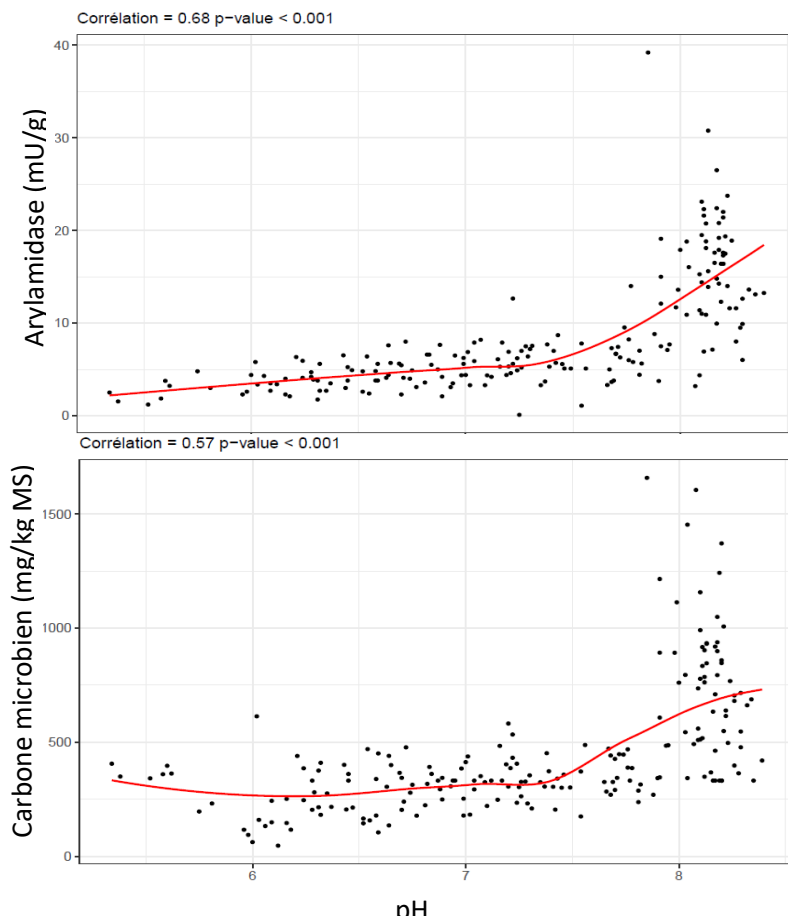 Corrélation = 0.68 p−value < 0.001
Arylamidase (mU/g)
40
30
20
10
0
Corrélation = 0.57 p−value < 0.001
Carbone microbien (mg/kg MS)
1500
1000
500
0
6
7
8
pH